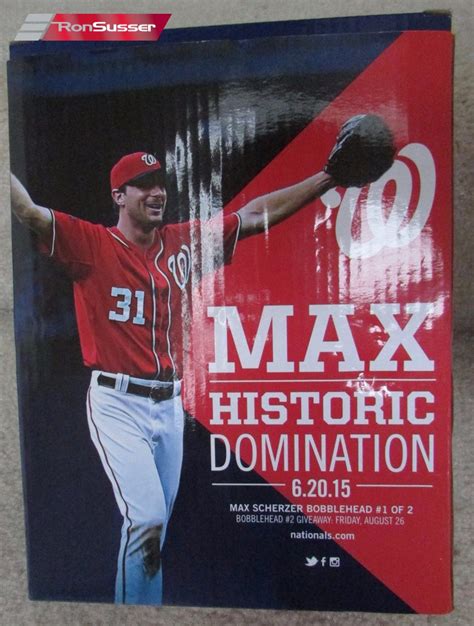 RonSusser
W
W
W
31
MAX
HISTORIC
DOMINATION
6.20.15
MAX SCHERZER BOBBLEHEAD #1 OF 2
BOBBLEHEAD #2 GIVEAWAY: FRIDAY, AUGUST 26
nationals.com